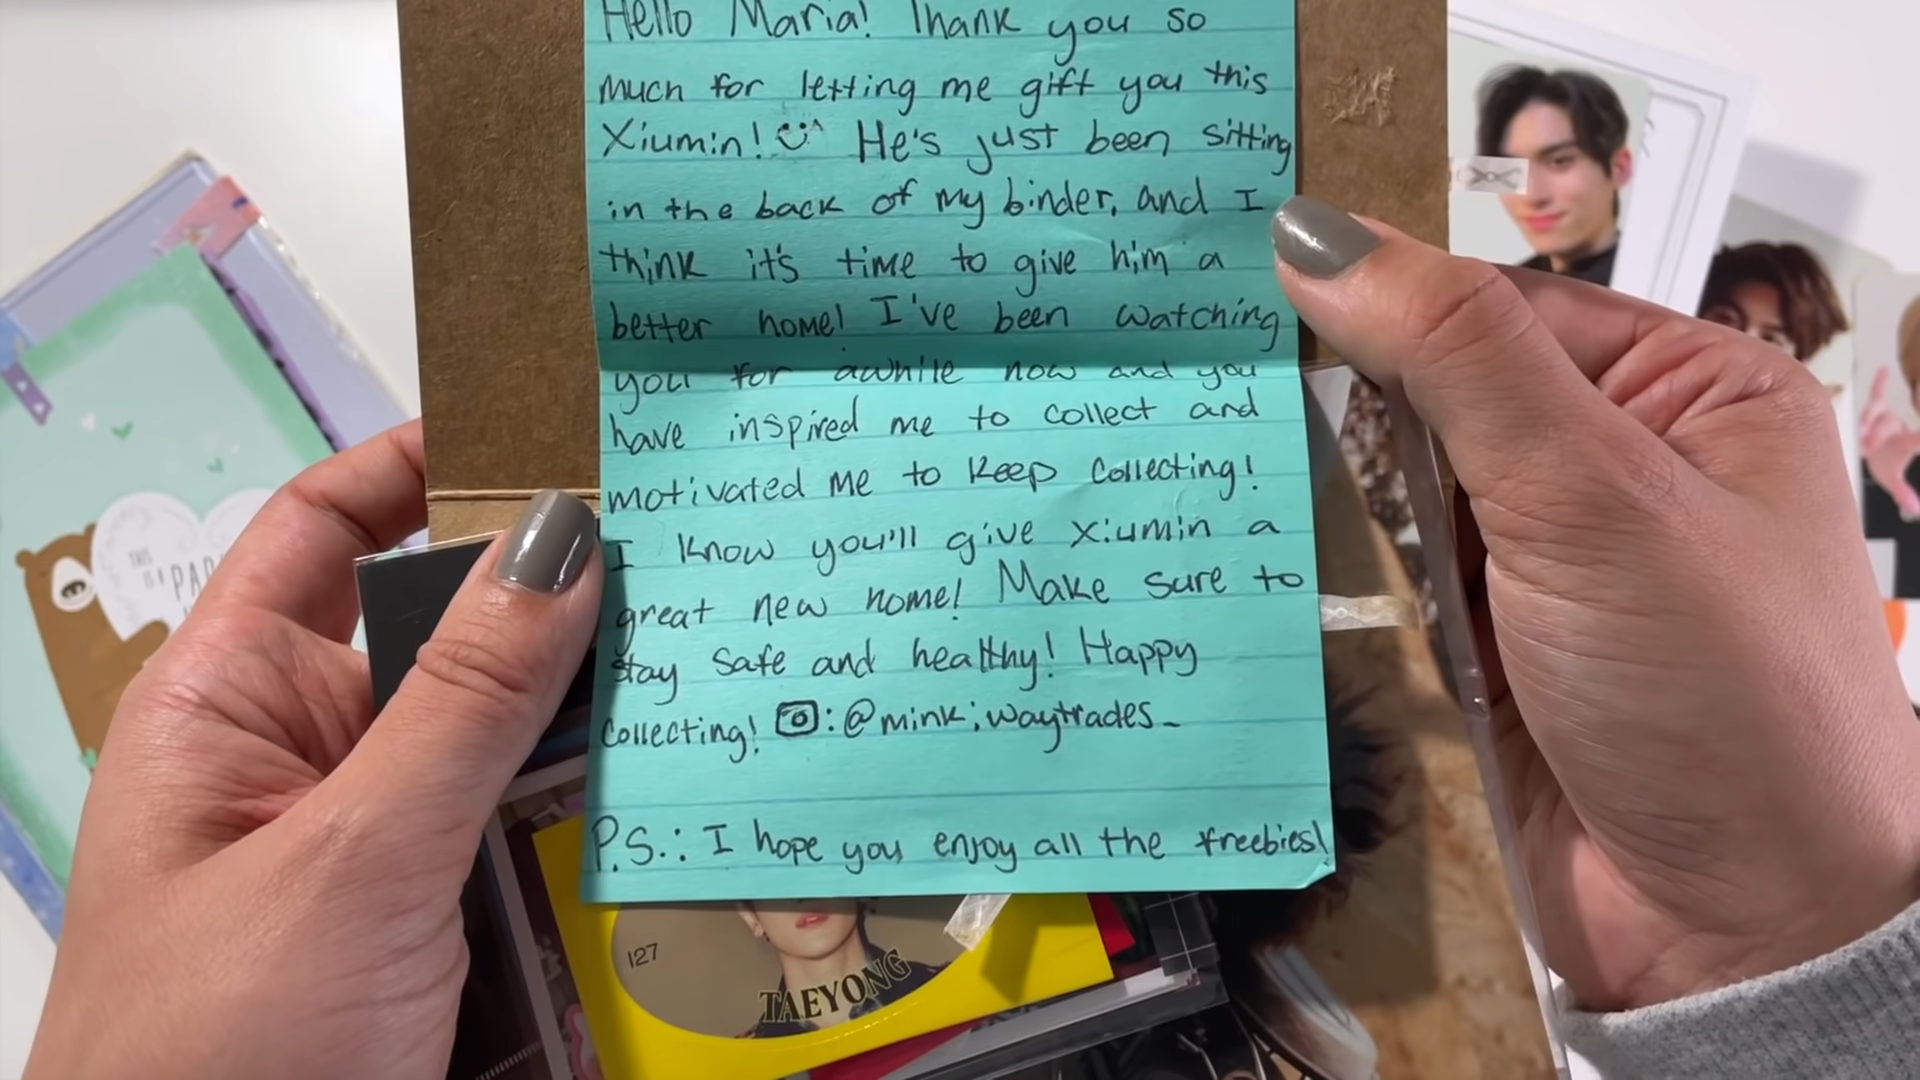 Hello Maria! Thank you so
much for letting me gift you this
Xiumin! He's just been sitting
in the back of my binder, and I
think it's time to give him a
better home! I've been watching
you for awhile now and you
have inspired me to collect and
motivated me to keep collecting!
I know you'll give xiumin a
great new home! Make sure to
stay safe and healthy! Happy
Collecting! : @minkiwaytrades_
P.S.: I hope you enjoy all the freebies!
THIS
IS A
127
TAEYONG